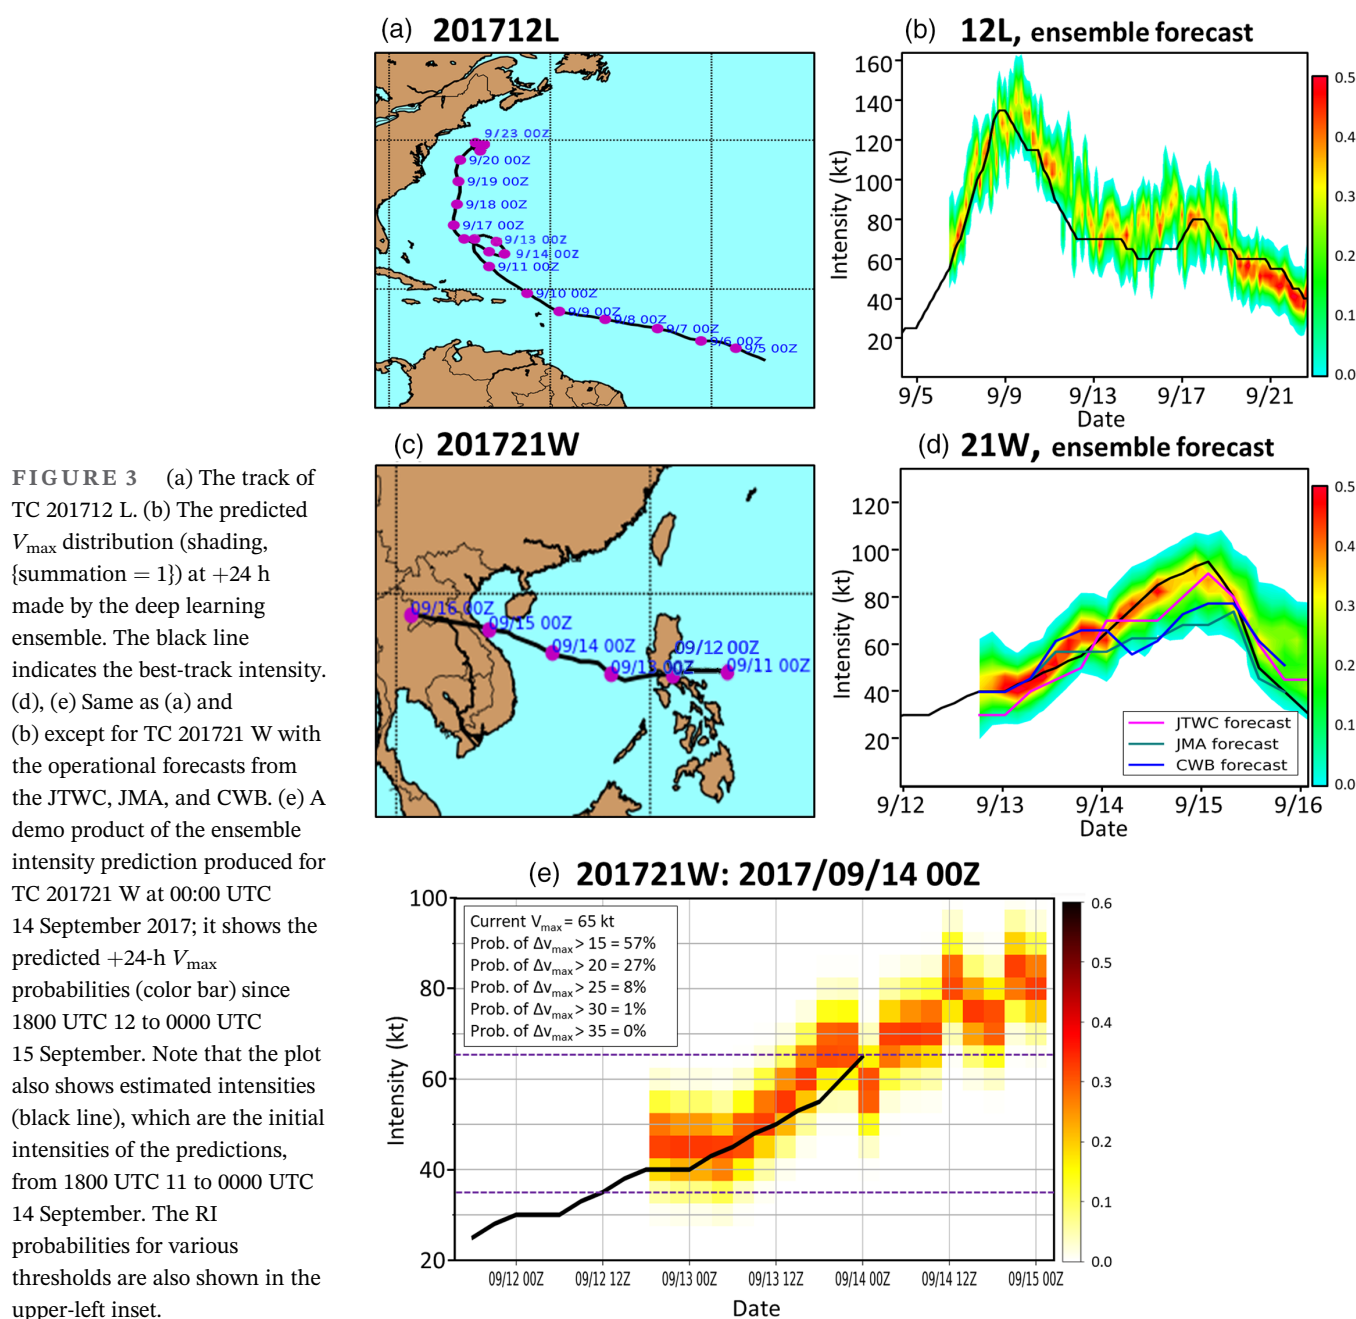 (a) 201712L
9/23 00Z
9/20 00Z
9/19 00Z
9/18 00Z
9/17 00Z
9/13 00Z
9/14 00Z
9/11 00Z
9/10 00Z
9/9 00Z
9/8 00Z
9/7 00Z
9/6 00Z
9/5 00Z
(b) 12L, ensemble forecast
Intensity (kt)
160
140
120
100
80
60
40
20
9/5 9/9 9/13 9/17 9/21
Date
0.5
0.4
0.3
0.2
0.1
0.0
(c) 201721W
09/16 00Z
09/15 00Z
09/14 00Z
09/13 00Z
09/12 00Z
09/11 00Z
(d) 21W, ensemble forecast
Intensity (kt)
120
100
80
60
40
20
JTWC forecast
JMA forecast
CWB forecast
9/12 9/13 9/14 9/15 9/16
Date
0.5
0.4
0.3
0.2
0.1
0.0
FIGURE 3 (a) The track of
TC 201712 L. (b) The predicted
Vmax distribution (shading,
{summation = 1}) at +24 h
made by the deep learning
ensemble. The black line
indicates the best-track intensity.
(d), (e) Same as (a) and
(b) except for TC 201721 W with
the operational forecasts from
the JTWC, JMA, and CWB. (e) A
demo product of the ensemble
intensity prediction produced for
TC 201721 W at 00:00 UTC
14 September 2017; it shows the
predicted +24-h Vmax
probabilities (color bar) since
1800 UTC 12 to 0000 UTC
15 September. Note that the plot
also shows estimated intensities
(black line), which are the initial
intensities of the predictions,
from 1800 UTC 11 to 0000 UTC
14 September. The RI
probabilities for various
thresholds are also shown in the
upper-left inset.
(e) 201721W: 2017/09/14 00Z
Intensity (kt)
100
80
60
40
20
Current Vmax = 65 kt
Prob. of Δvmax > 15 = 57%
Prob. of Δvmax > 20 = 27%
Prob. of Δvmax > 25 = 8%
Prob. of Δvmax > 30 = 1%
Prob. of Δvmax > 35 = 0%
09/12 00Z 09/12 12Z 09/13 00Z 09/13 12Z 09/14 00Z 09/14 12Z 09/15 00Z
Date
0.6
0.5
0.4
0.3
0.2
0.1
0.0